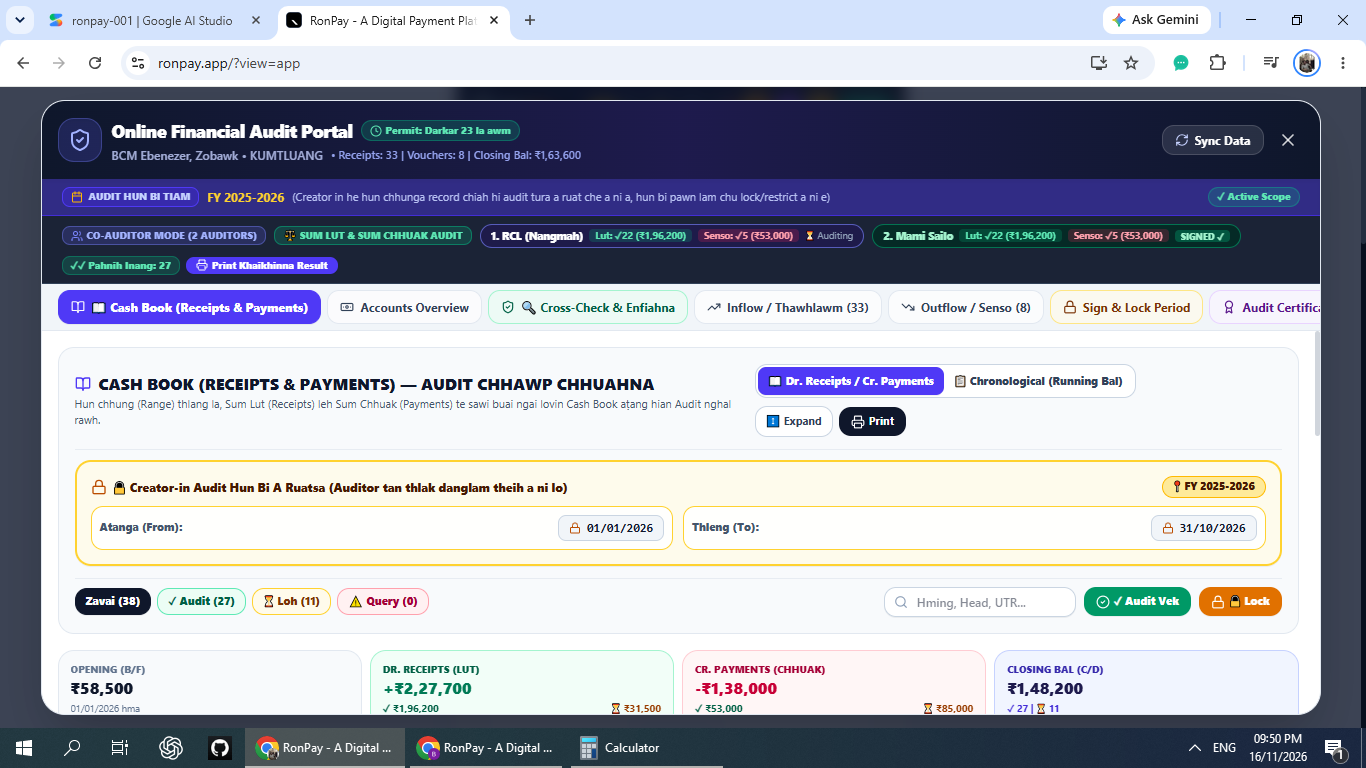 ronpay-001 | Google AI Studio
RonPay - A Digital Payment Plat
Ask Gemini
ronpay.app/?view=app
Online Financial Audit Portal
Permit: Darkar 23 la awm
BCM Ebenezer, Zobawk • KUMTLUANG • Receipts: 33 | Vouchers: 8 | Closing Bal: ₹1,63,600
Sync Data
AUDIT HUN BI TIAM FY 2025-2026 (Creator in he hun chhunga record chiah hi audit tura a ruat che a ni a, hun bi pawn lam chu lock/restrict a ni e) ✓ Active Scope
CO-AUDITOR MODE (2 AUDITORS) SUM LUT & SUM CHHUAK AUDIT 1. RCL (Nangmah) Lut: ✓22 (₹1,96,200) Senso: ✓5 (₹53,000) ⏳ Auditing 2. Mami Sailo Lut: ✓22 (₹1,96,200) Senso: ✓5 (₹53,000) SIGNED ✓
✓✓ Pahnih Inang: 27 Print Khaikhinna Result
Cash Book (Receipts & Payments) Accounts Overview Cross-Check & Enfiahna Inflow / Thawhlawm (33) Outflow / Senso (8) Sign & Lock Period Audit Certifica
CASH BOOK (RECEIPTS & PAYMENTS) — AUDIT CHHAWP CHHUAHNA
Hun chhung (Range) thlang la, Sum Lut (Receipts) leh Sum Chhuak (Payments) te sawi buai ngai lovin Cash Book aṭang hian Audit nghal
rawh.
Dr. Receipts / Cr. Payments Chronological (Running Bal)
Expand Print
Creator-in Audit Hun Bi A Ruatsa (Auditor tan thlak danglam theih a ni lo) FY 2025-2026
Atanga (From): 01/01/2026 Thleng (To): 31/10/2026
Zavai (38) ✓ Audit (27) ⏳ Loh (11) ⚠ Query (0) Hming, Head, UTR... ✓ Audit Vek Lock
OPENING (B/F)
₹58,500
01/01/2026 hma
DR. RECEIPTS (LUT)
+₹2,27,700
✓ ₹1,96,200 ⏳ ₹31,500
CR. PAYMENTS (CHHUAK)
-₹1,38,000
✓ ₹53,000 ⏳ ₹85,000
CLOSING BAL (C/D)
₹1,48,200
✓ 27 | ⏳ 11
RonPay - A Digital ... RonPay - A Digital ... Calculator ENG 09:50 PM
16/11/2026 1